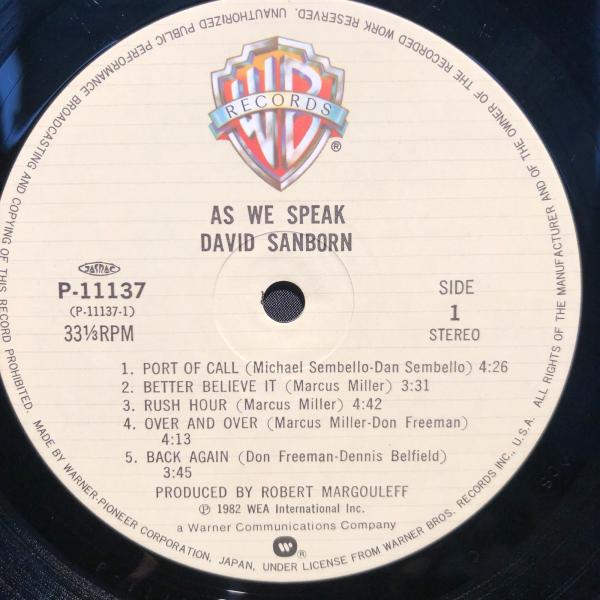 WB
RECORDS
®
AS WE SPEAK
DAVID SANBORN
JASRAC
P-11137
(P-11137-1)
33⅓RPM
SIDE
1
STEREO
1. PORT OF CALL (Michael Sembello-Dan Sembello) 4:26
2. BETTER BELIEVE IT (Marcus Miller) 3:31
3. RUSH HOUR (Marcus Miller) 4:42
4. OVER AND OVER (Marcus Miller-Don Freeman)
4:13
5. BACK AGAIN (Don Freeman-Dennis Belfield)
3:45
PRODUCED BY ROBERT MARGOULEFF
℗ 1982 WEA International Inc.
a Warner Communications Company
®
MADE BY WARNER-PIONEER CORPORATION, JAPAN, UNDER LICENSE FROM WARNER BROS. RECORDS INC., U.S.A. ALL RIGHTS OF THE MANUFACTURER AND OF THE OWNER OF THE RECORDED WORK RESERVED. UNAUTHORIZED PUBLIC PERFORMANCE BROADCASTING AND COPYING OF THIS RECORD PROHIBITED.